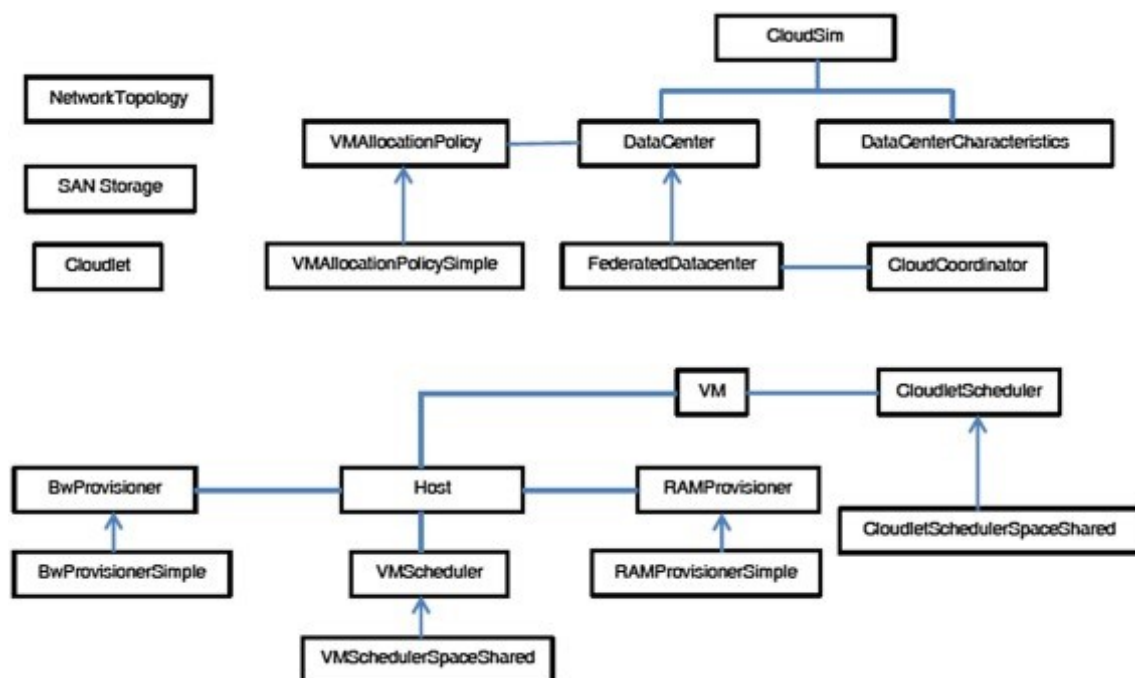 CloudSim
NetworkTopology
VMAllocationPolicy
DataCenter
DataCenterCharacteristics
SAN Storage
Cloudlet
VMAllocationPolicySimple
FederatedDatacenter
CloudCoordinator
VM
CloudletScheduler
BwProvisioner
Host
RAMProvisioner
CloudletSchedulerSpaceShared
BwProvisionerSimple
VMScheduler
RAMProvisionerSimple
VMSchedulerSpaceShared